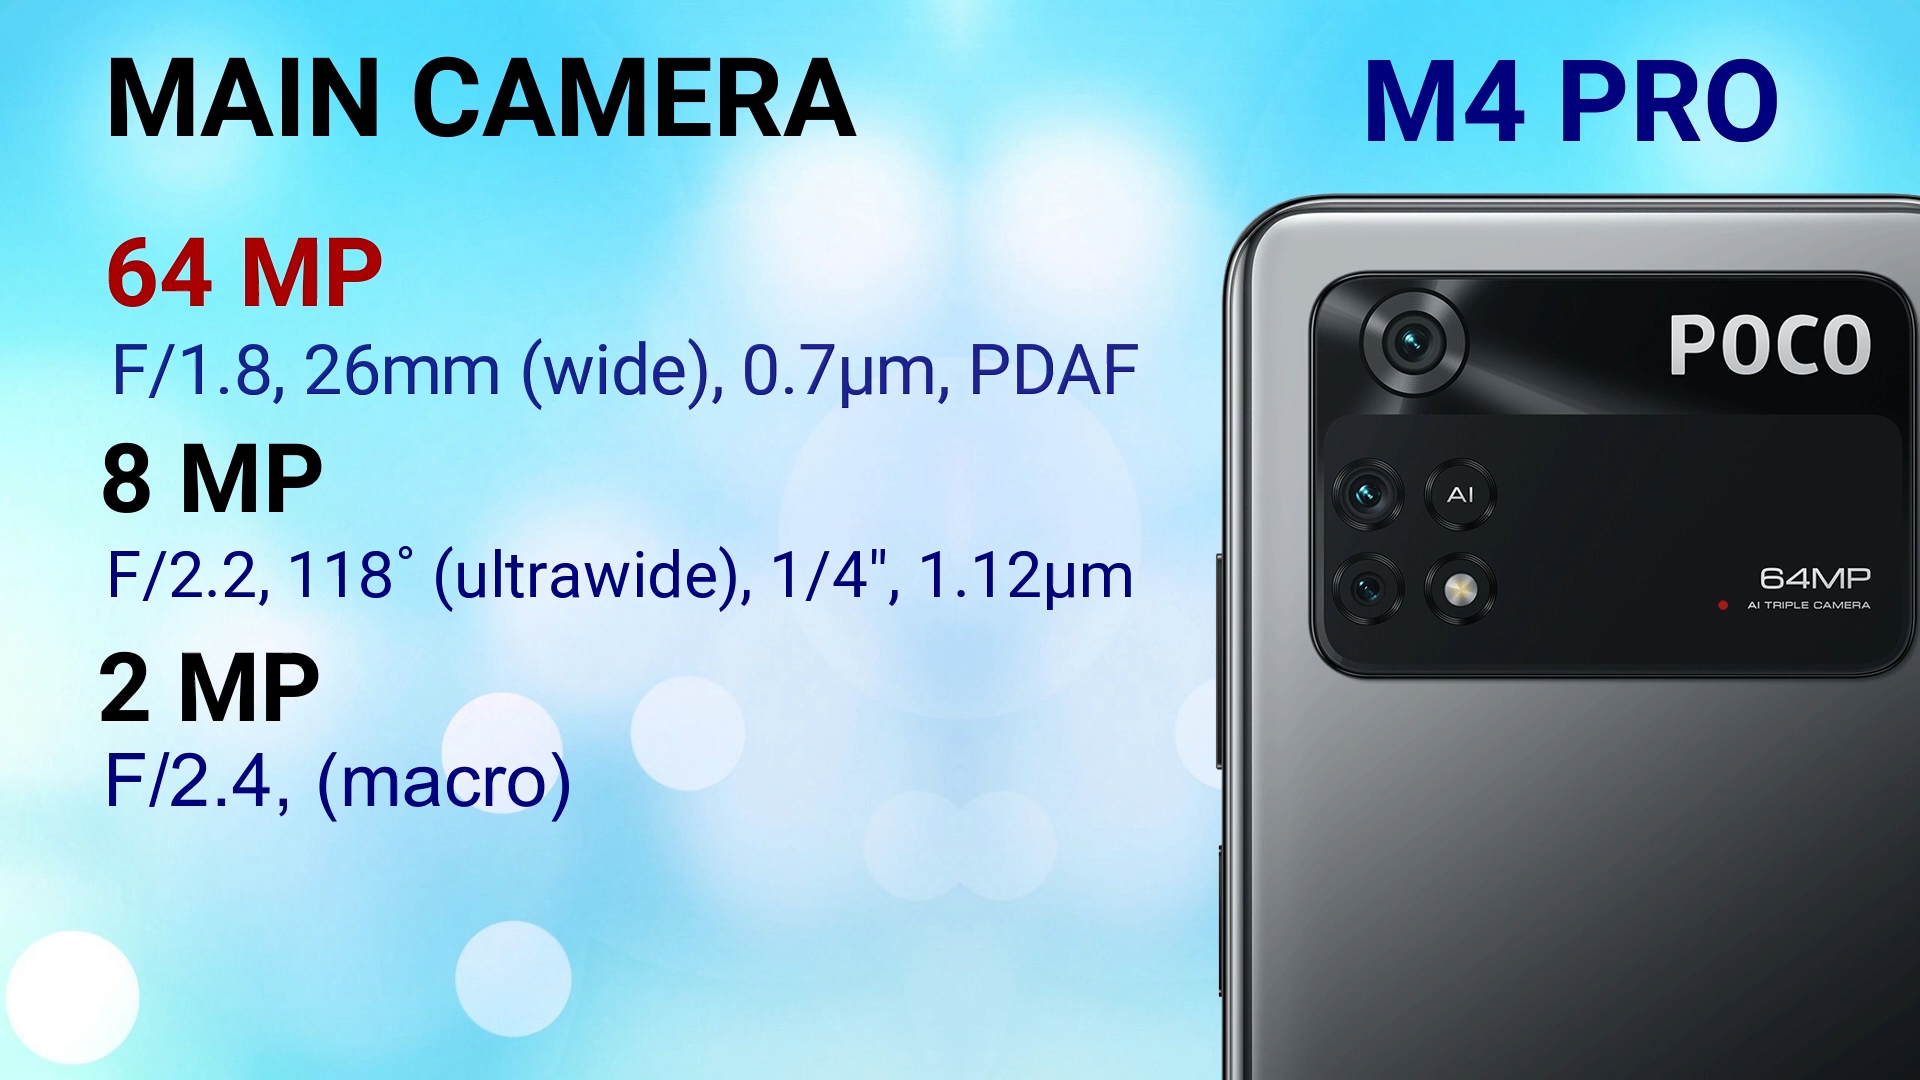 MAIN CAMERA
M4 PRO
64 MP
F/1.8, 26mm (wide), 0.7µm, PDAF
8 MP
F/2.2, 118˚ (ultrawide), 1/4", 1.12µm
2 MP
F/2.4, (macro)
POCO
AI
64MP
AI TRIPLE CAMERA